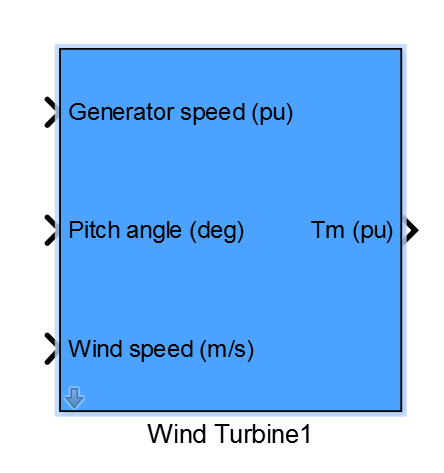 Generator speed (pu)
Pitch angle (deg)
Tm (pu)
Wind speed (m/s)
Wind Turbine1